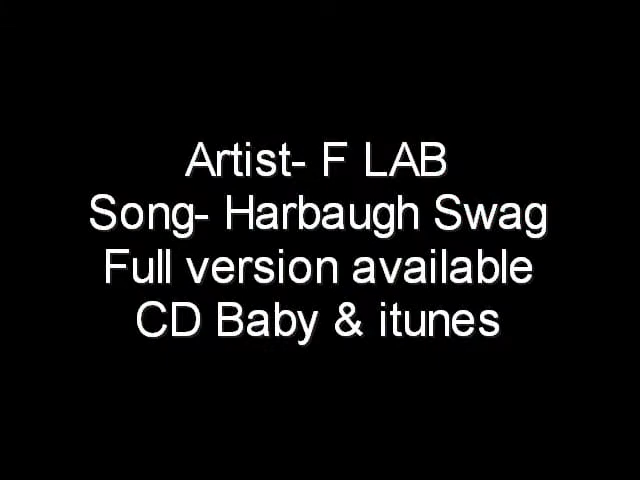 Artist- F LAB
Song- Harbaugh Swag
Full version available
CD Baby & itunes